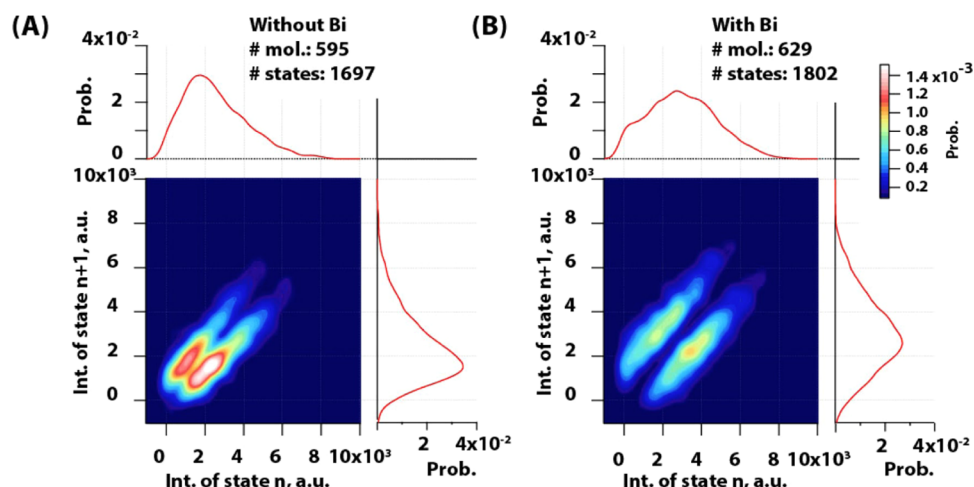 (A)
Without Bi
# mol.: 595
# states: 1697
4x10⁻²
2
0
Prob.
10x10³
8
6
4
2
0
Int. of state n+1, a.u.
0 2 4 6 8 10x10³
Int. of state n, a.u.
2 4x10⁻²
Prob.
(B)
With Bi
# mol.: 629
# states: 1802
4x10⁻²
2
0
Prob.
10x10³
8
6
4
2
0
Int. of state n+1, a.u.
0 2 4 6 8 10x10³
Int. of state n, a.u.
2 4x10⁻²
Prob.
1.4 x10⁻³
1.2
1.0
0.8
0.6
0.4
0.2
Prob.